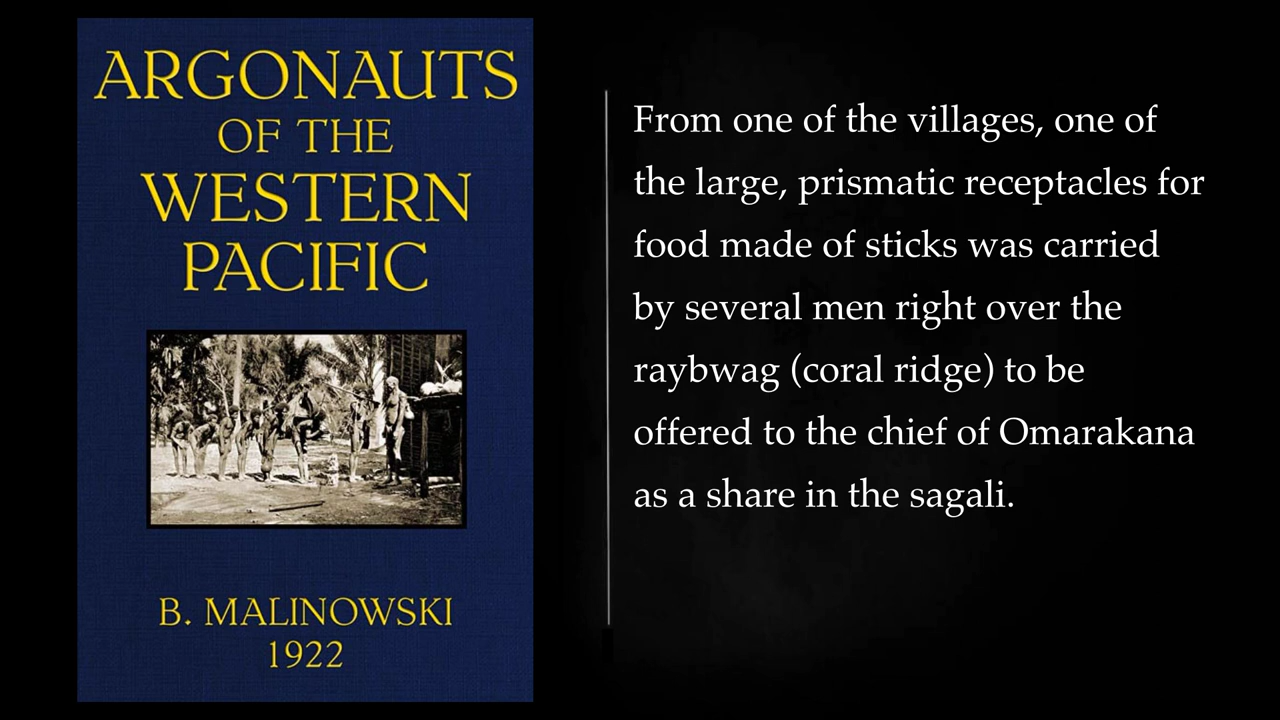 ARGONAUTS
OF THE
WESTERN
PACIFIC
B. MALINOWSKI
1922
From one of the villages, one of
the large, prismatic receptacles for
food made of sticks was carried
by several men right over the
raybwag (coral ridge) to be
offered to the chief of Omarakana
as a share in the sagali.